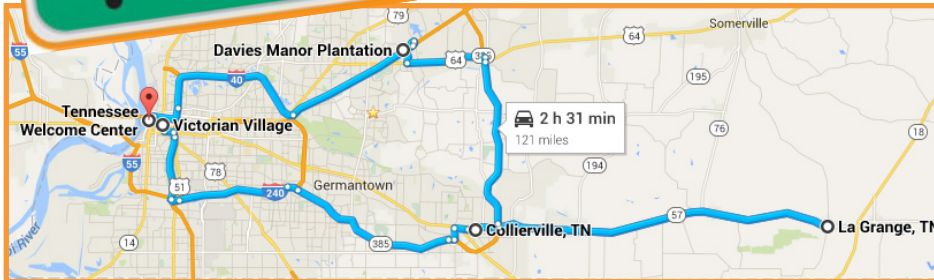 79
Somerville
55
Davies Manor Plantation
64
64
385
40
195
Tennessee
Welcome Center
Victorian Village
2 h 31 min
121 miles
76
18
55
78
194
51
240
Germantown
57
Collierville, TN
La Grange, TN
14
385
River